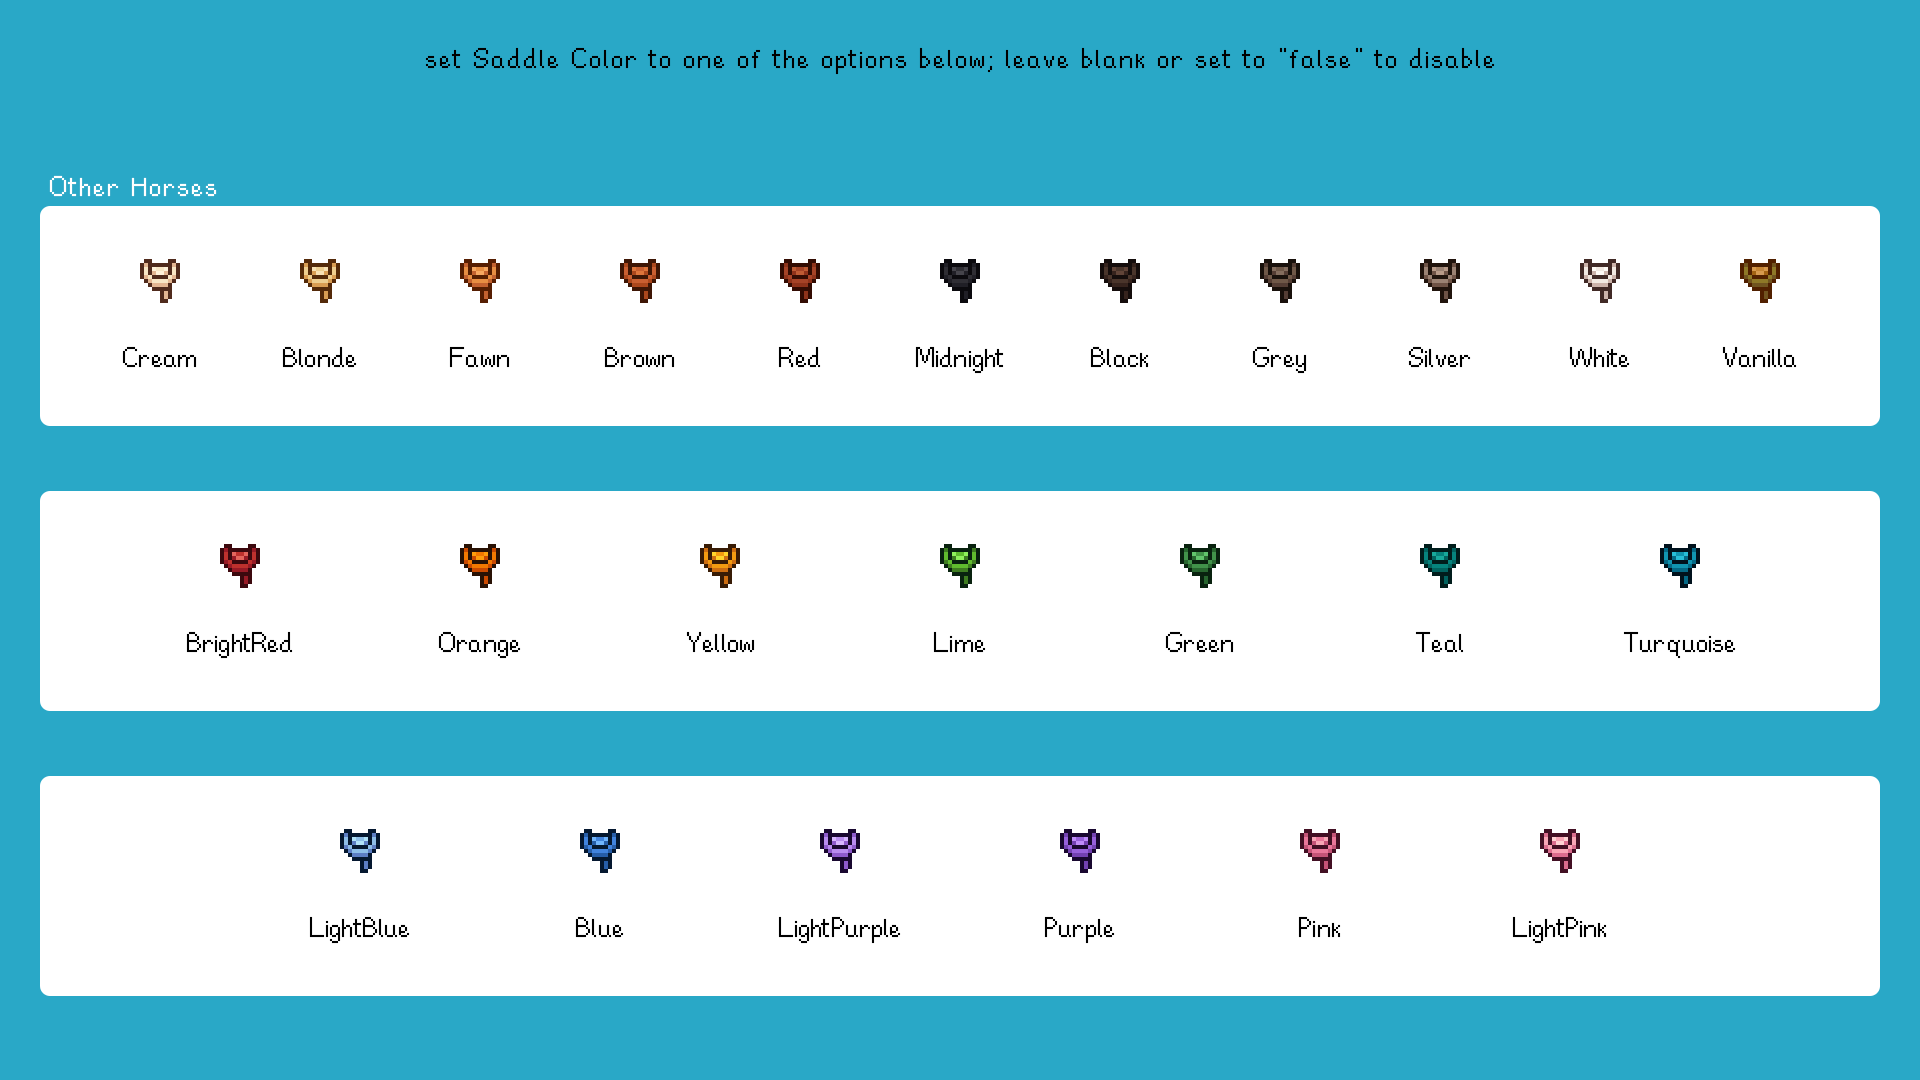 set Saddle Color to one of the options below; leave blank or set to "false" to disable
Other Horses
Cream Blonde Fawn Brown Red Midnight Black Grey Silver White Vanilla
BrightRed Orange Yellow Lime Green Teal Turquoise
LightBlue Blue LightPurple Purple Pink LightPink